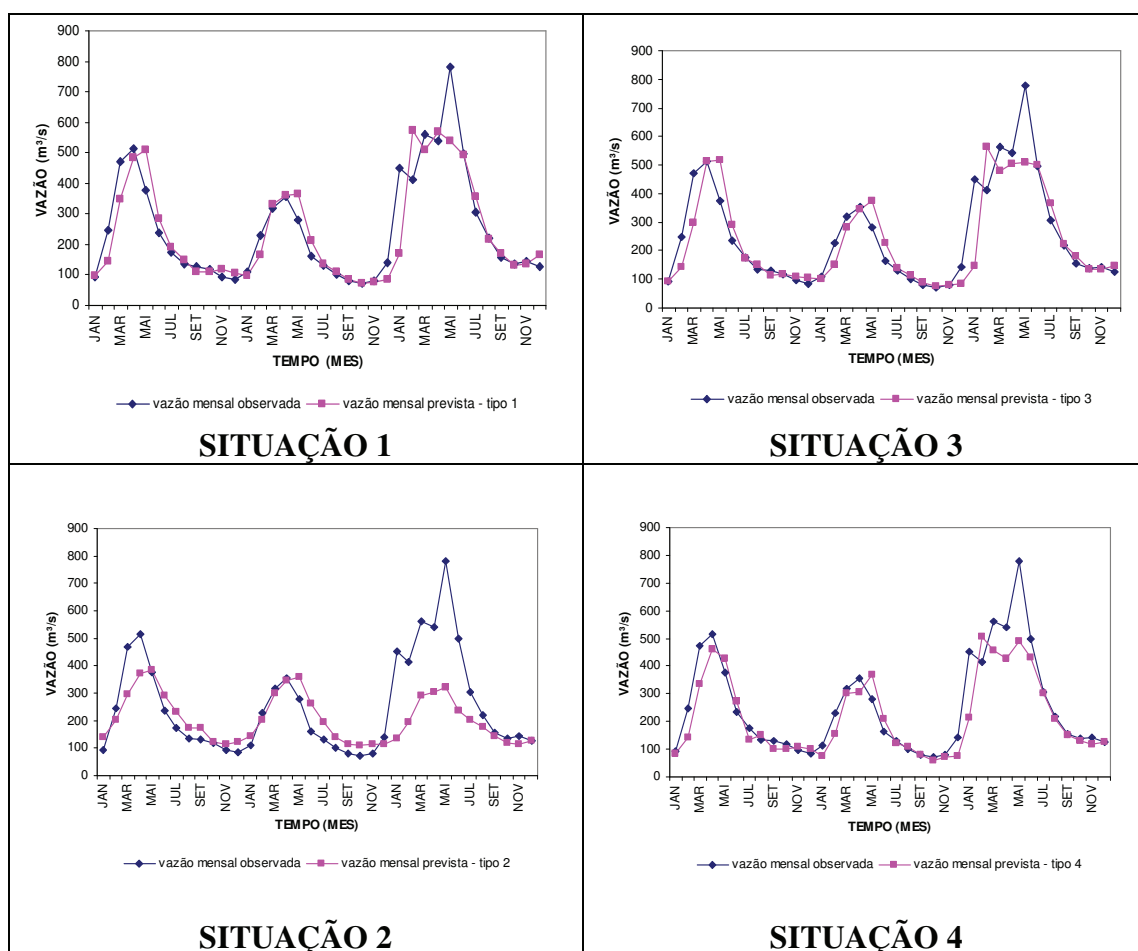 900
800
700
600
500
400
300
200
100
0
VAZÃO (m³/s)
JAN MAR MAI JUL SET NOV JAN MAR MAI JUL SET NOV JAN MAR MAI JUL SET NOV
TEMPO (MES)
vazão mensal observada vazão mensal prevista - tipo 1
SITUAÇÃO 1
900
800
700
600
500
400
300
200
100
0
VAZÃO (m³/s)
JAN MAR MAI JUL SET NOV JAN MAR MAI JUL SET NOV JAN MAR MAI JUL SET NOV
TEMPO (MES)
vazão mensal observada vazão mensal prevista - tipo 3
SITUAÇÃO 3
900
800
700
600
500
400
300
200
100
0
VAZÃO (m³/s)
JAN MAR MAI JUL SET NOV JAN MAR MAI JUL SET NOV JAN MAR MAI JUL SET NOV
TEMPO (MES)
vazão mensal observada vazão mensal prevista - tipo 2
SITUAÇÃO 2
900
800
700
600
500
400
300
200
100
0
VAZÃO (m³/s)
JAN MAR MAI JUL SET NOV JAN MAR MAI JUL SET NOV JAN MAR MAI JUL SET NOV
TEMPO (MES)
vazão mensal observada vazão mensal prevista - tipo 4
SITUAÇÃO 4